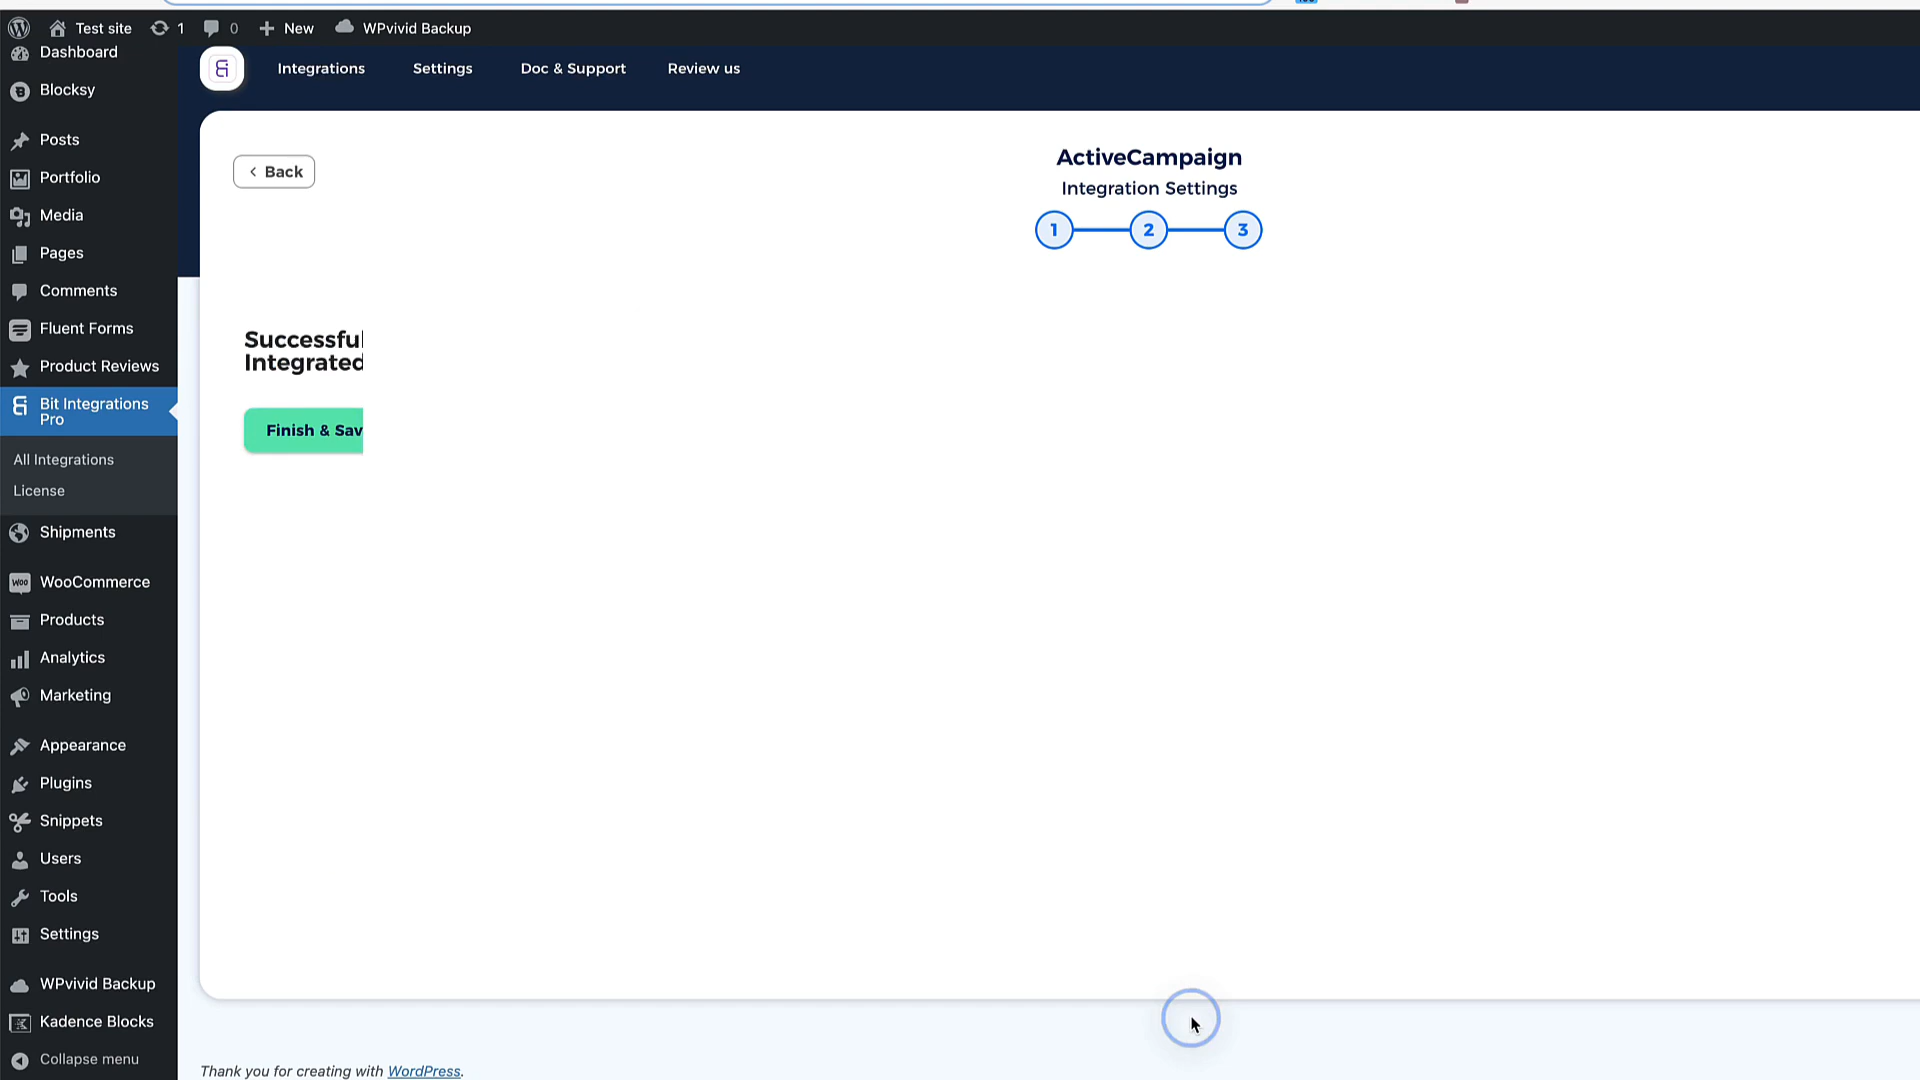 Test site
1
0
New
WPvivid Backup
Dashboard
Blocksy
Posts
Portfolio
Media
Pages
Comments
Fluent Forms
Product Reviews
Bit Integrations
Pro
All Integrations
License
Shipments
WooCommerce
Products
Analytics
Marketing
Appearance
Plugins
Snippets
Users
Tools
Settings
WPvivid Backup
Kadence Blocks
Collapse menu
Integrations
Settings
Doc & Support
Review us
Back
ActiveCampaign
Integration Settings
1
2
3
Successful
Integrated
Finish & Sav
Thank you for creating with WordPress.